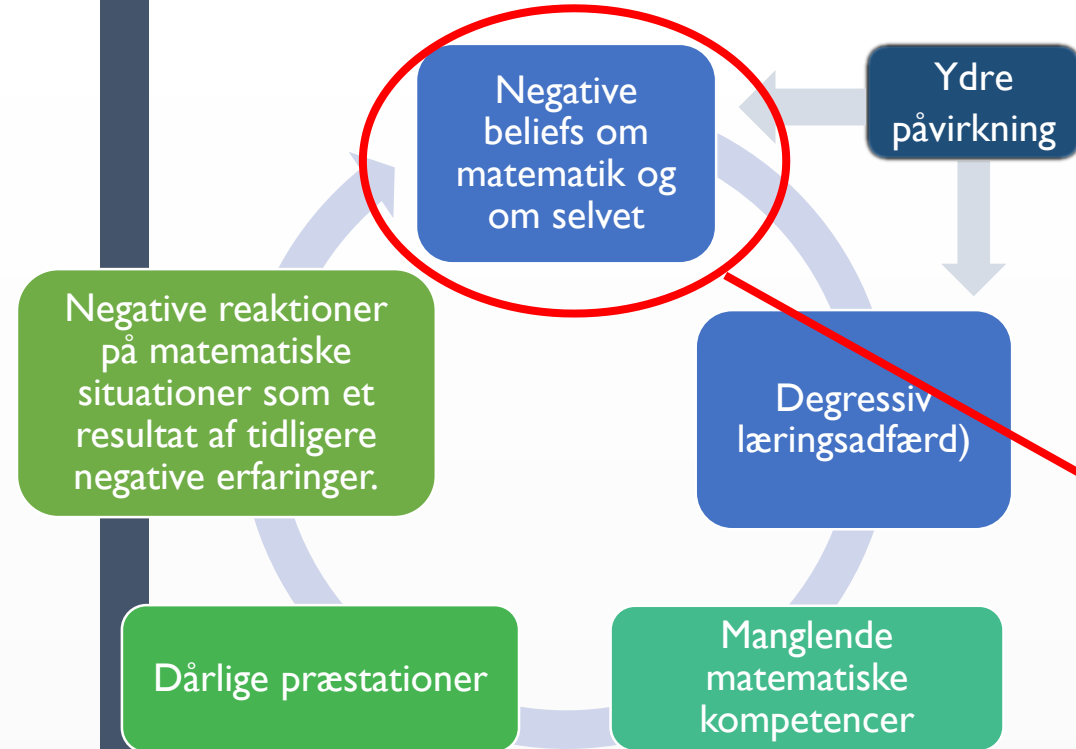 Negative
beliefs om
matematik og
om selvet
Ydre
påvirkning
Degressiv
læringsadfærd)
Manglende
matematiske
kompetencer
Dårlige præstationer
Negative reaktioner
på matematiske
situationer som et
resultat af tidligere
negative erfaringer.